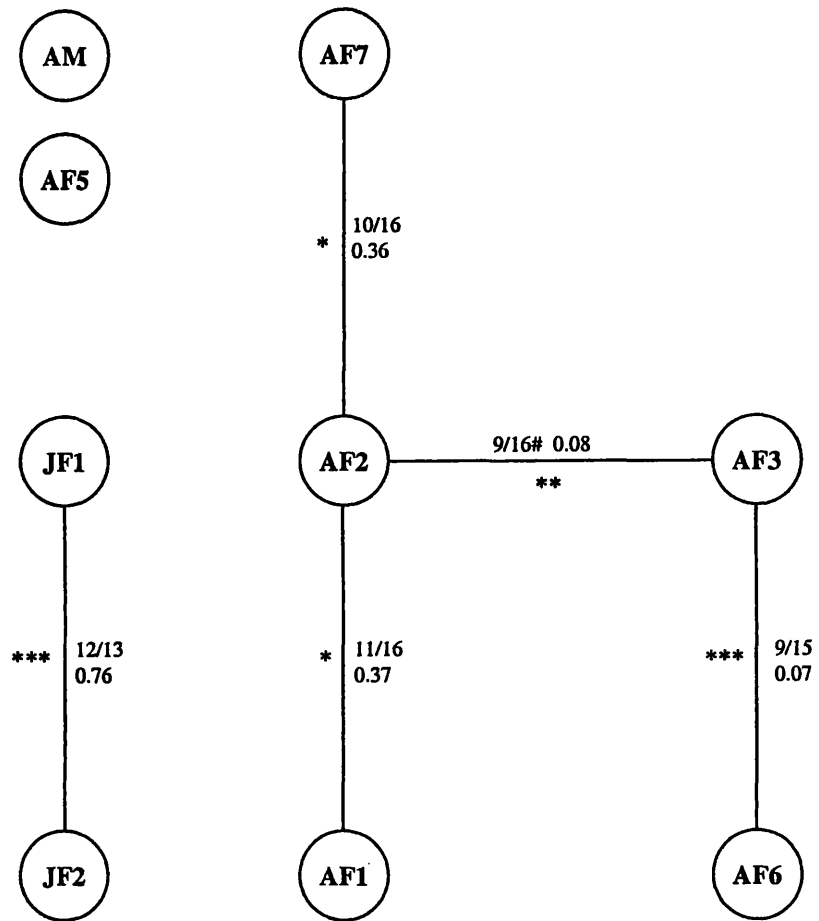 AM
AF7
AF5
10/16
*
0.36
JF1
AF2
9/16# 0.08
**
AF3
***
12/13
0.76
*
11/16
0.37
***
9/15
0.07
JF2
AF1
AF6